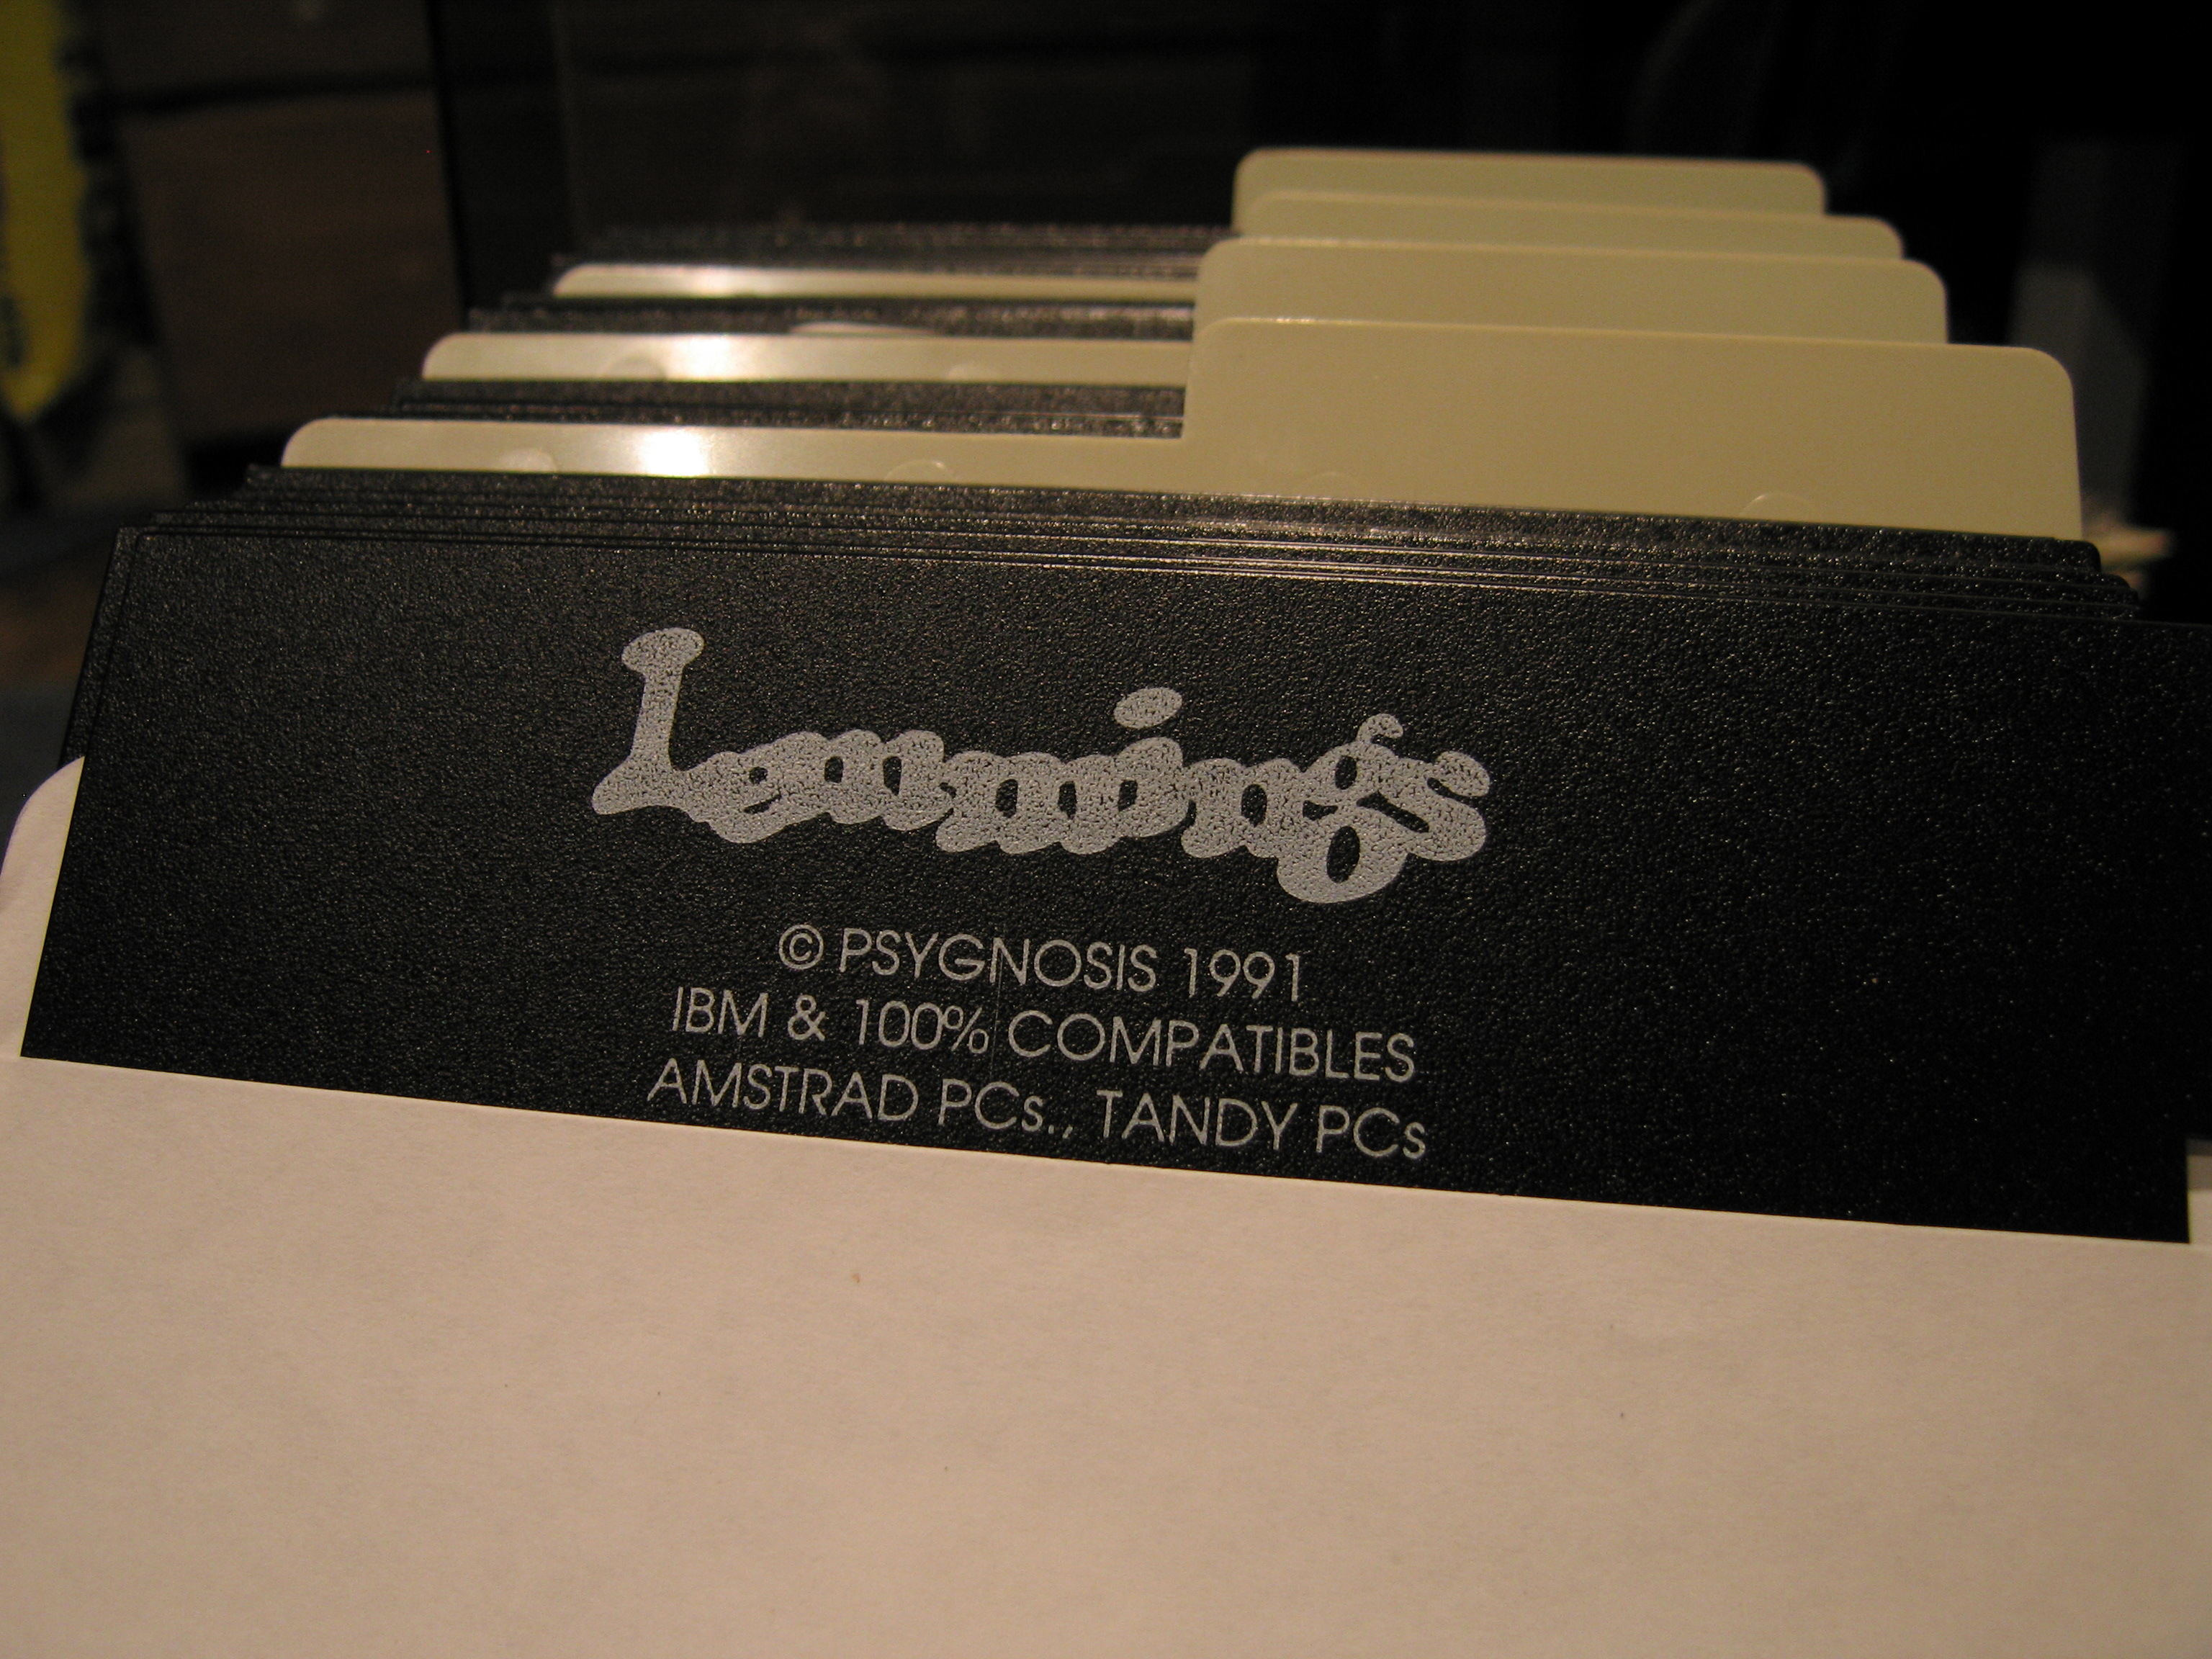 Lemmings
© PSYGNOSIS 1991
IBM & 100% COMPATIBLES
AMSTRAD PCs., TANDY PCs